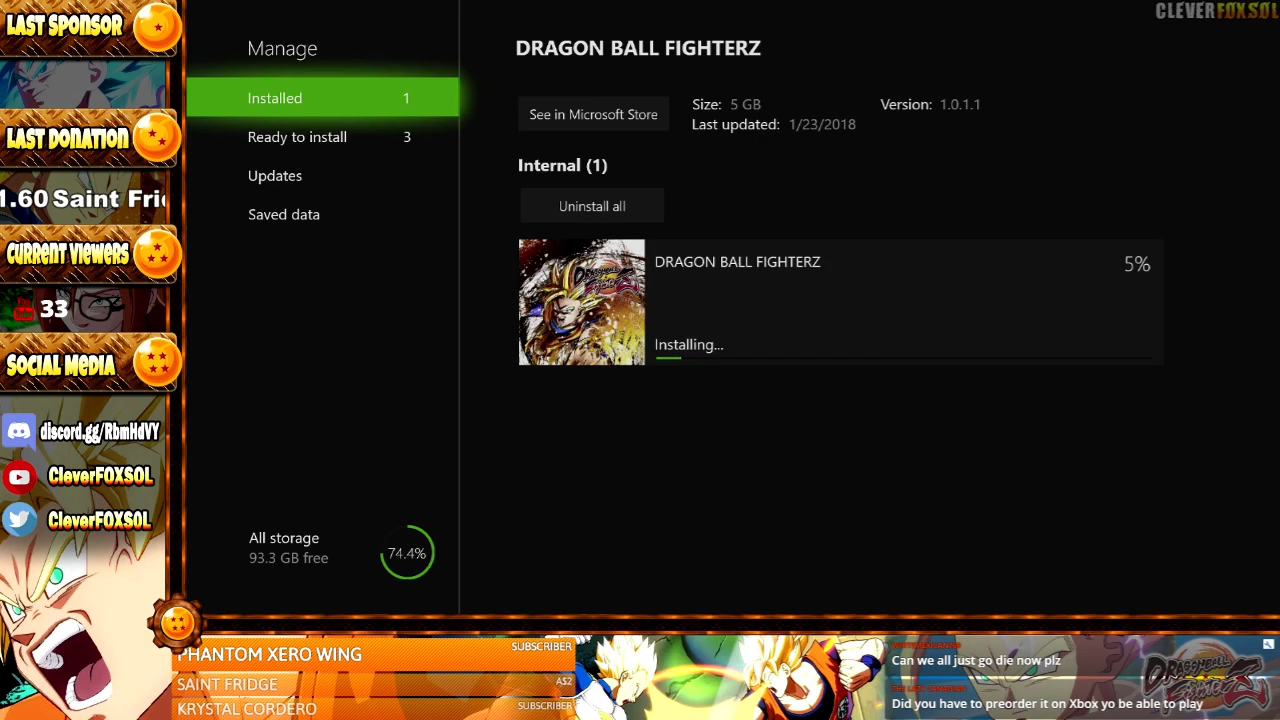 LAST SPONSOR
LAST DONATION
1.60 Saint Fri
CURRENT VIEWERS
33
SOCIAL MEDIA
discord.gg/RbmHdVY
CleverFOXSOL
CleverFOXSOL
CLEVERFOXSOL
Manage
Installed 1
Ready to install 3
Updates
Saved data
All storage
93.3 GB free
74.4%
DRAGON BALL FIGHTERZ
See in Microsoft Store
Size: 5 GB
Version: 1.0.1.1
Last updated: 1/23/2018
Internal (1)
Uninstall all
DRAGON BALL FIGHTERZ
5%
Installing...
PHANTOM XERO WING SUBSCRIBER
SAINT FRIDGE A$2
KRYSTAL CORDERO SUBSCRIBER
Can we all just go die now plz
Did you have to preorder it on Xbox yo be able to play
DRAGONBALL
FIGHTERZ